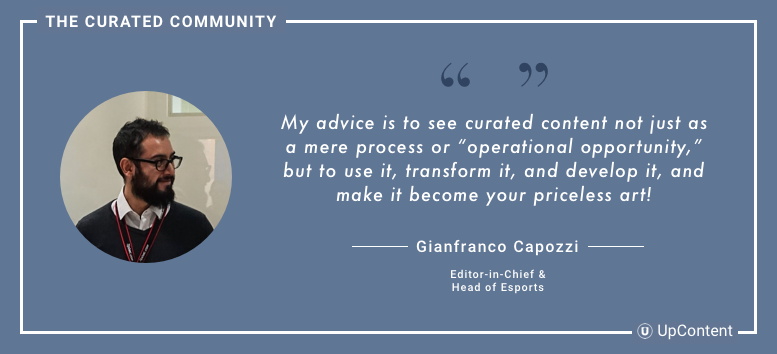 THE CURATED COMMUNITY
“ ”
My advice is to see curated content not just as
a mere process or “operational opportunity,”
but to use it, transform it, and develop it, and
make it become your priceless art!
Gianfranco Capozzi
Editor-in-Chief &
Head of Esports
U UpContent